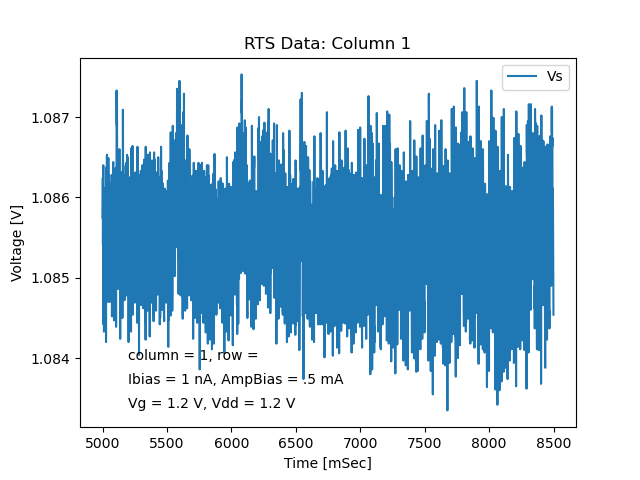 RTS Data: Column 1
Vs
1.087
1.086
1.085
1.084
Voltage [V]
column = 1, row =
Ibias = 1 nA, AmpBias = .5 mA
Vg = 1.2 V, Vdd = 1.2 V
5000 5500 6000 6500 7000 7500 8000 8500
Time [mSec]